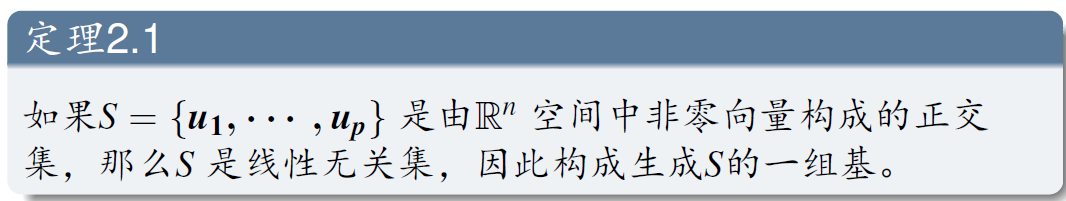 定理2.1
如果S = {u₁, ··· , uₚ} 是由ℝⁿ 空间中非零向量构成的正交
集，那么S 是线性无关集，因此构成生成S的一组基。